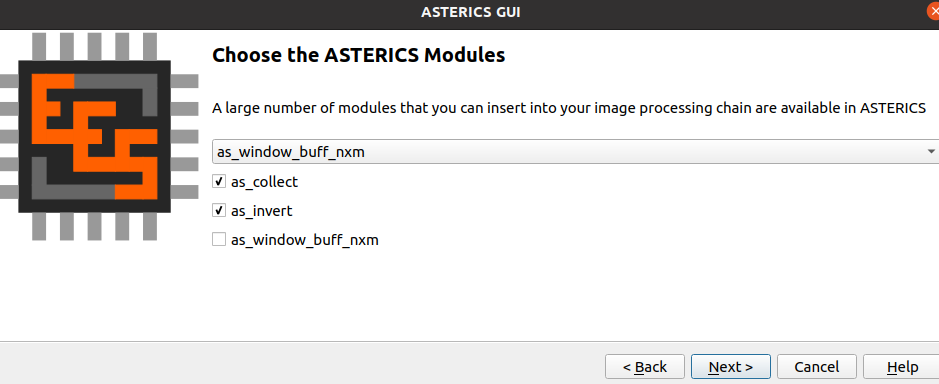 ASTERICS GUI
Choose the ASTERICS Modules
A large number of modules that you can insert into your image processing chain are available in ASTERICS
as_window_buff_nxm
as_collect
as_invert
as_window_buff_nxm
< Back Next > Cancel Help